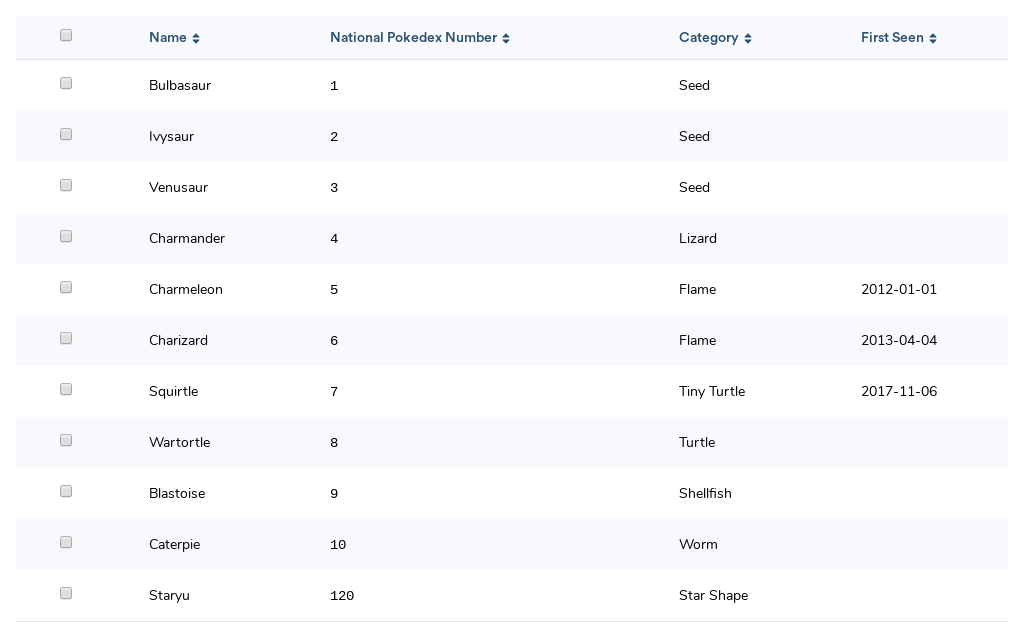 Name National Pokedex Number Category First Seen
Bulbasaur 1 Seed
Ivysaur 2 Seed
Venusaur 3 Seed
Charmander 4 Lizard
Charmeleon 5 Flame 2012-01-01
Charizard 6 Flame 2013-04-04
Squirtle 7 Tiny Turtle 2017-11-06
Wartortle 8 Turtle
Blastoise 9 Shellfish
Caterpie 10 Worm
Staryu 120 Star Shape